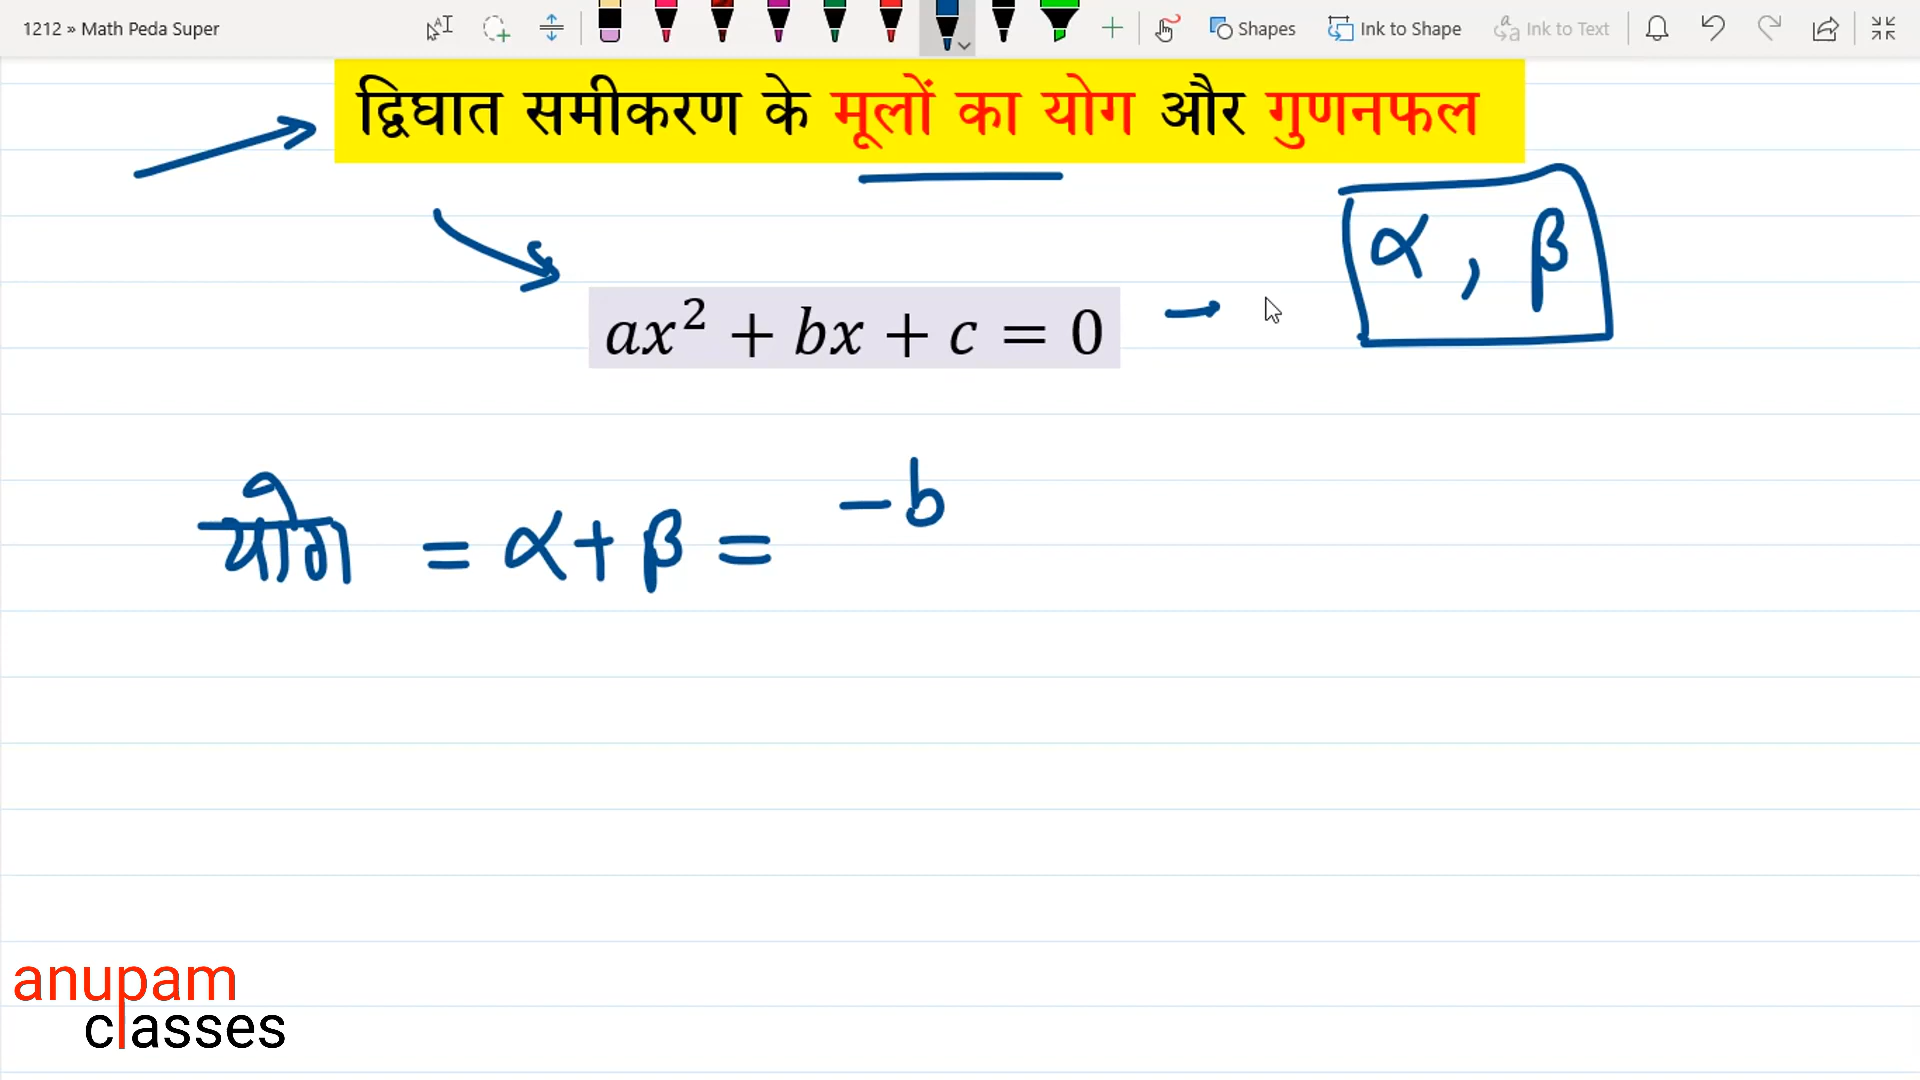 1212 » Math Peda Super
Shapes
Ink to Shape
Ink to Text
द्विघात समीकरण के मूलों का योग और गुणनफल
α , β
ax² + bx + c = 0
योग = α + β = -b
anupam
classes